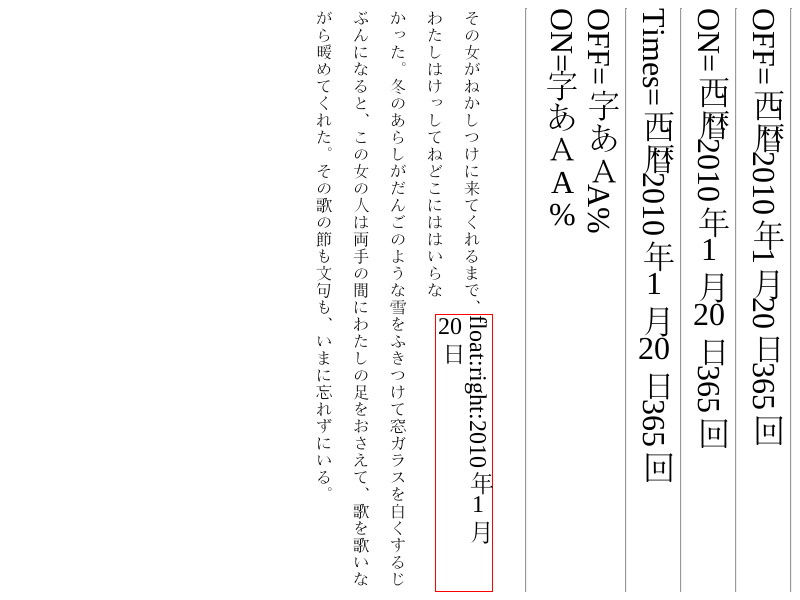 OFF= 西暦2010 年1 月20 日365 回
ON= 西暦2010 年1 月20 日365 回
Times= 西暦2010 年1 月20 日365 回
OFF= 字あ A A%
ON=字あＡ A %
float:right:2010 年1 月
20 日
その女がねかしつけに来てくれるまで、
わたしはけっしてねどこにははいらな
かった。冬のあらしがだんごのような雪をふきつけて窓ガラスを白くするじ
ぶんになると、この女の人は両手の間にわたしの足をおさえて、歌を歌いな
がら暖めてくれた。その歌の節も文句も、いまに忘れずにいる。